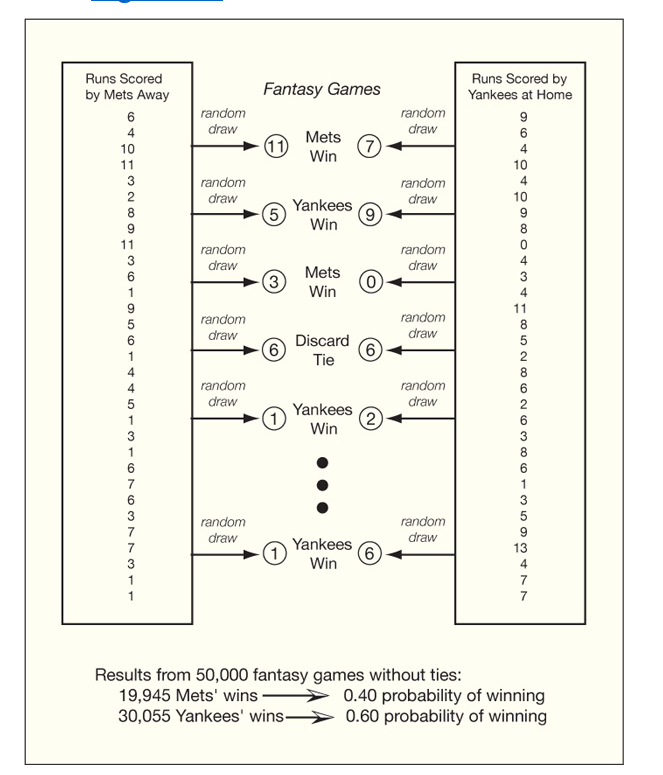 Runs Scored
by Mets Away
6
4
10
11
3
2
8
9
11
3
6
1
9
5
6
1
4
4
5
1
3
1
6
7
6
3
7
7
3
1
1
Fantasy Games
random
draw
11
Mets
Win
7
random
draw
random
draw
5
Yankees
Win
9
random
draw
random
draw
3
Mets
Win
0
random
draw
random
draw
6
Discard
Tie
6
random
draw
random
draw
1
Yankees
Win
2
random
draw
random
draw
1
Yankees
Win
6
random
draw
Runs Scored by
Yankees at Home
9
6
4
10
4
10
9
8
0
4
3
4
11
8
5
2
8
6
2
6
3
8
6
1
3
5
9
13
4
7
7
Results from 50,000 fantasy games without ties:
19,945 Mets' wins 0.40 probability of winning
30,055 Yankees' wins 0.60 probability of winning